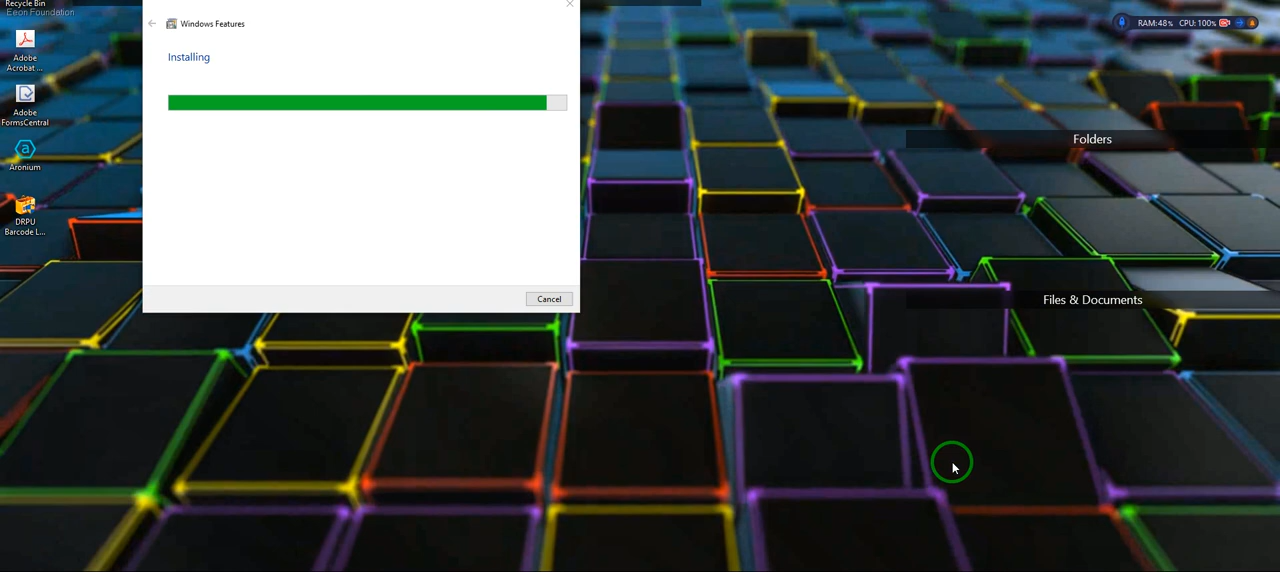 Recycle Bin
Eeon Foundation
Adobe
Acrobat ...
Adobe
FormsCentral
Aronium
DRPU
Barcode L...
Windows Features
Installing
Cancel
RAM:48% CPU:100%
Folders
Files & Documents